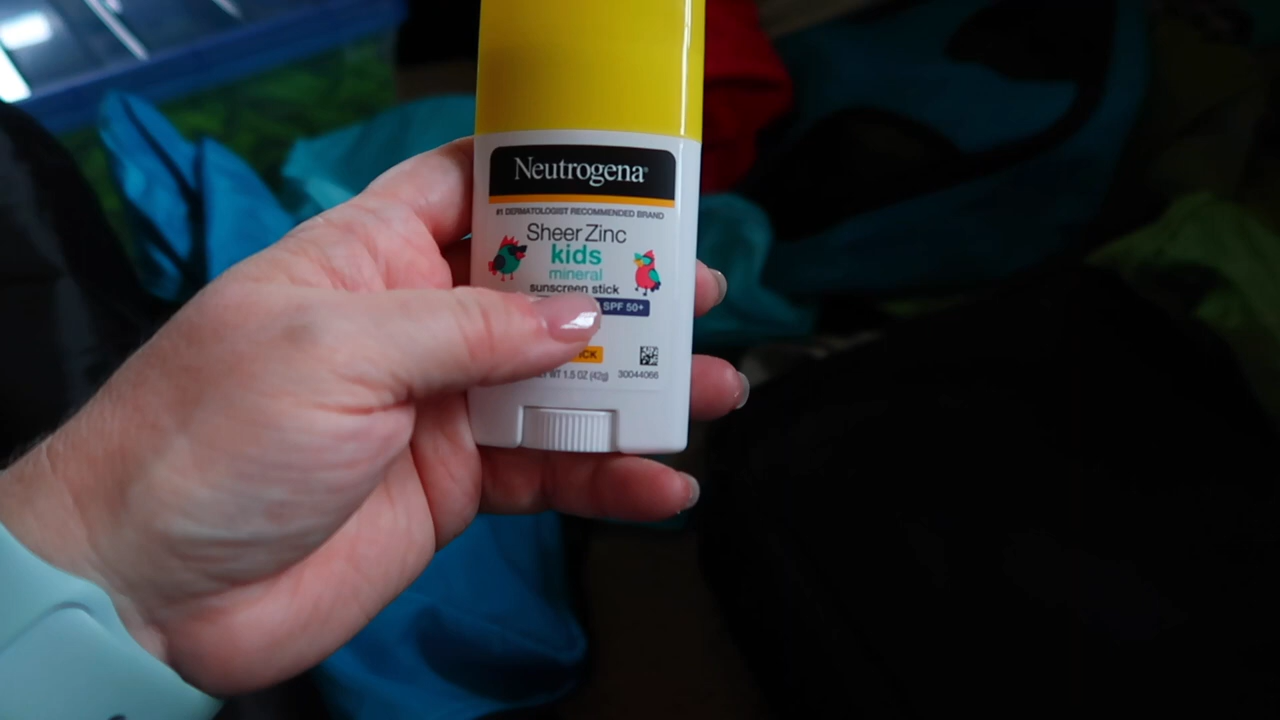 Neutrogena®
#1 DERMATOLOGIST RECOMMENDED BRAND
Sheer Zinc
kids
mineral
sunscreen stick
SPF 50+
WT 1.5 OZ (42g) 30044066